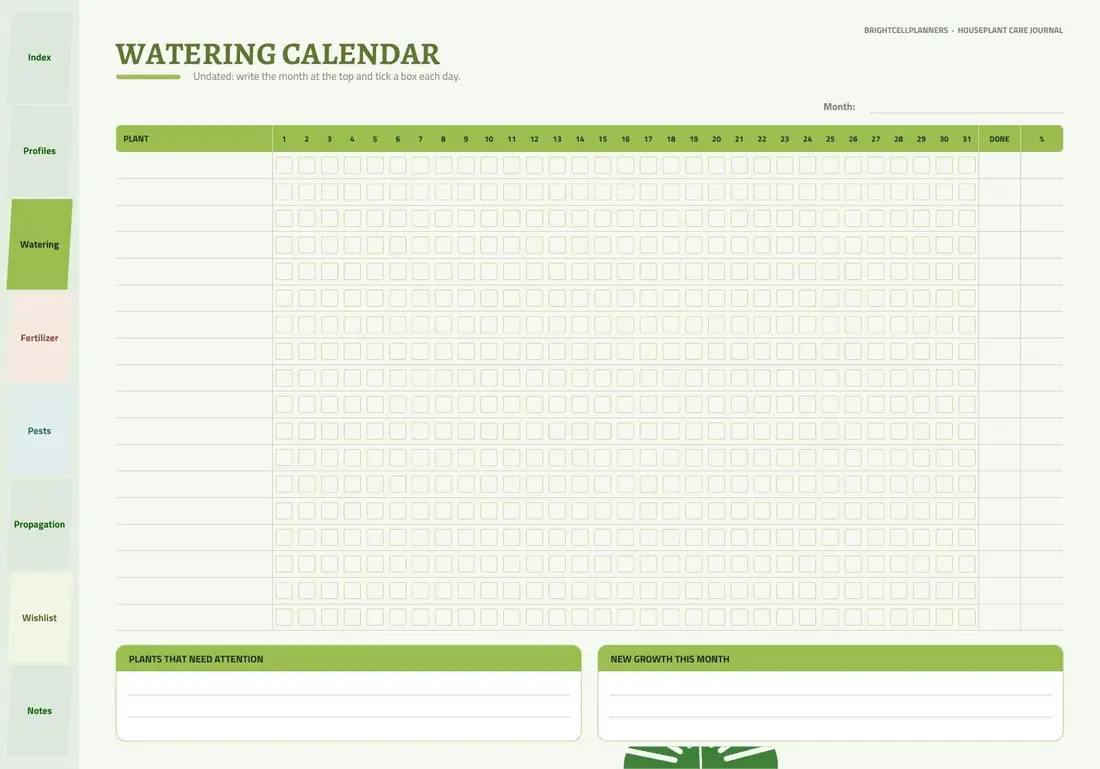 BRIGHTCELLPLANNERS · HOUSEPLANT CARE JOURNAL
WATERING CALENDAR
Undated: write the month at the top and tick a box each day.
Month:
PLANT 1 2 3 4 5 6 7 8 9 10 11 12 13 14 15 16 17 18 19 20 21 22 23 24 25 26 27 28 29 30 31 DONE %
Index
Profiles
Watering
Fertilizer
Pests
Propagation
Wishlist
Notes
PLANTS THAT NEED ATTENTION
NEW GROWTH THIS MONTH